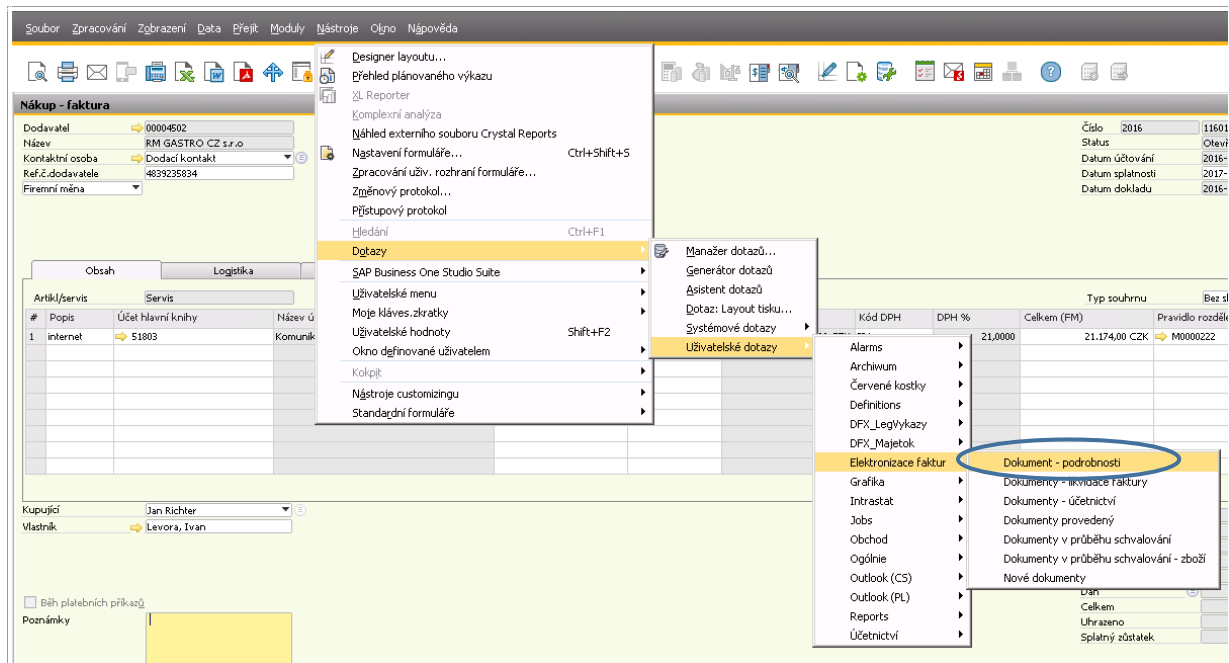 Soubor Zpracování Zobrazení Data Přejít Moduly Nástroje Okno Nápověda
Nákup - faktura
Dodavatel 00004502
Název RM GASTRO CZ s.r.o
Kontaktní osoba Dodací kontakt
Ref.č.dodavatele 4839235834
Firemní měna
Číslo 2016 11601
Status
Datum účtování 2016-
Datum splatnosti 2017-
Datum dokladu 2016-
Designer layoutu...
Přehled plánovaného výkazu
XL Reporter
Komplexní analýza
Náhled externího souboru Crystal Reports
Nastavení formuláře... Ctrl+Shift+S
Zpracování uživ. rozhraní formuláře...
Změnový protokol...
Přístupový protokol
Hledání Ctrl+F1
Dotazy
SAP Business One Studio Suite
Uživatelské menu
Moje kláves.zkratky
Uživatelské hodnoty Shift+F2
Okno definované uživatelem
Kokpit
Nástroje customizingu
Standardní formuláře
Manažer dotazů...
Generátor dotazů
Asistent dotazů
Dotaz: Layout tisku...
Systémové dotazy
Uživatelské dotazy
Obsah Logistika
Artikl/servis Servis
Typ souhrnu
# Popis Účet hlavní knihy Název Kód DPH DPH % Celkem (FM) Pravidlo
1 internet 51803 Komunik 21,0000 21.174,00 CZK M0000222
Alarms
Archiwum
Červené kostky
Definitions
DFX_LegVykazy
DFX_Majetok
Elektronizace faktur
Grafika
Intrastat
Jobs
Obchod
Ogólnie
Outlook (CS)
Outlook (PL)
Reports
Účetnictví
Dokument - podrobnosti
Dokumenty - likvidace faktury
Dokumenty - účetnictví
Dokumenty provedený
Dokumenty v průběhu schvalování
Dokumenty v průběhu schvalování - zboží
Nové dokumenty
Kupující Jan Richter
Vlastník Levora, Ivan
Běh platebních příkazů
Poznámky
Daň
Celkem
Uhrazeno
Splatný zůstatek